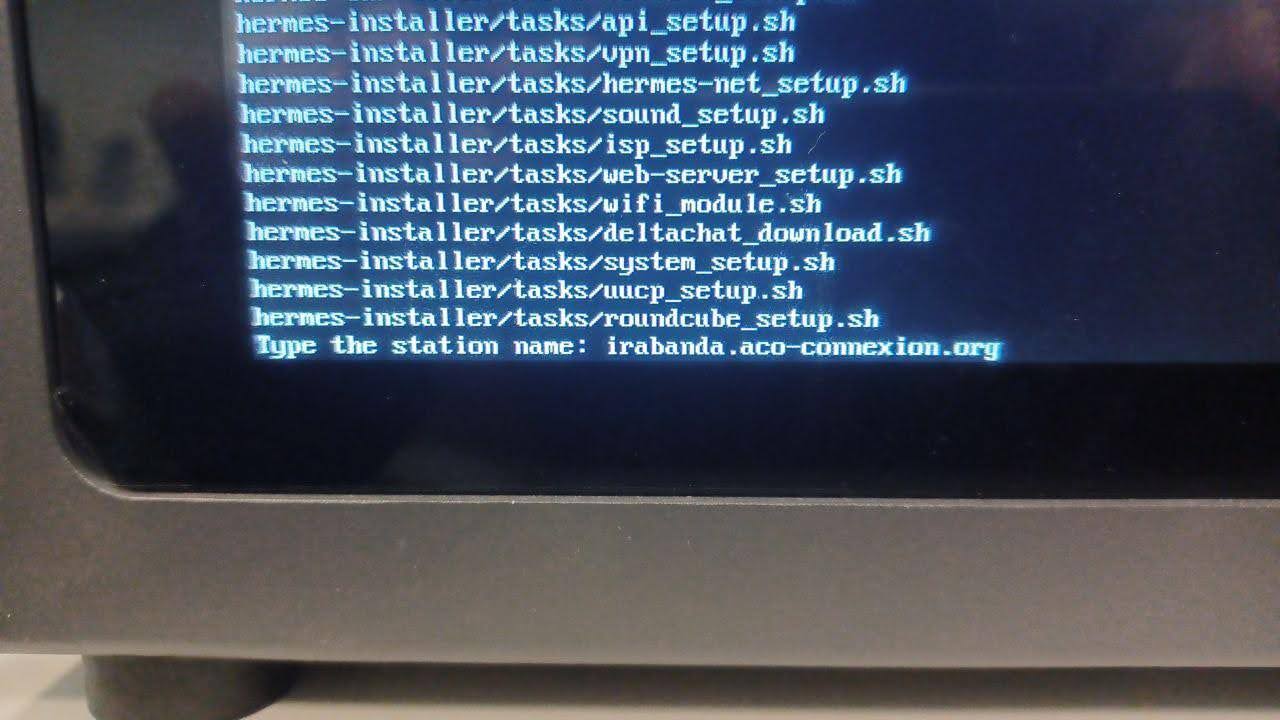 hermes-installer/tasks/api_setup.sh
hermes-installer/tasks/vpn_setup.sh
hermes-installer/tasks/hermes-net_setup.sh
hermes-installer/tasks/sound_setup.sh
hermes-installer/tasks/isp_setup.sh
hermes-installer/tasks/web-server_setup.sh
hermes-installer/tasks/wifi_module.sh
hermes-installer/tasks/deltachat_download.sh
hermes-installer/tasks/system_setup.sh
hermes-installer/tasks/uucp_setup.sh
hermes-installer/tasks/roundcube_setup.sh
Type the station name: irabanda.aco-connexion.org